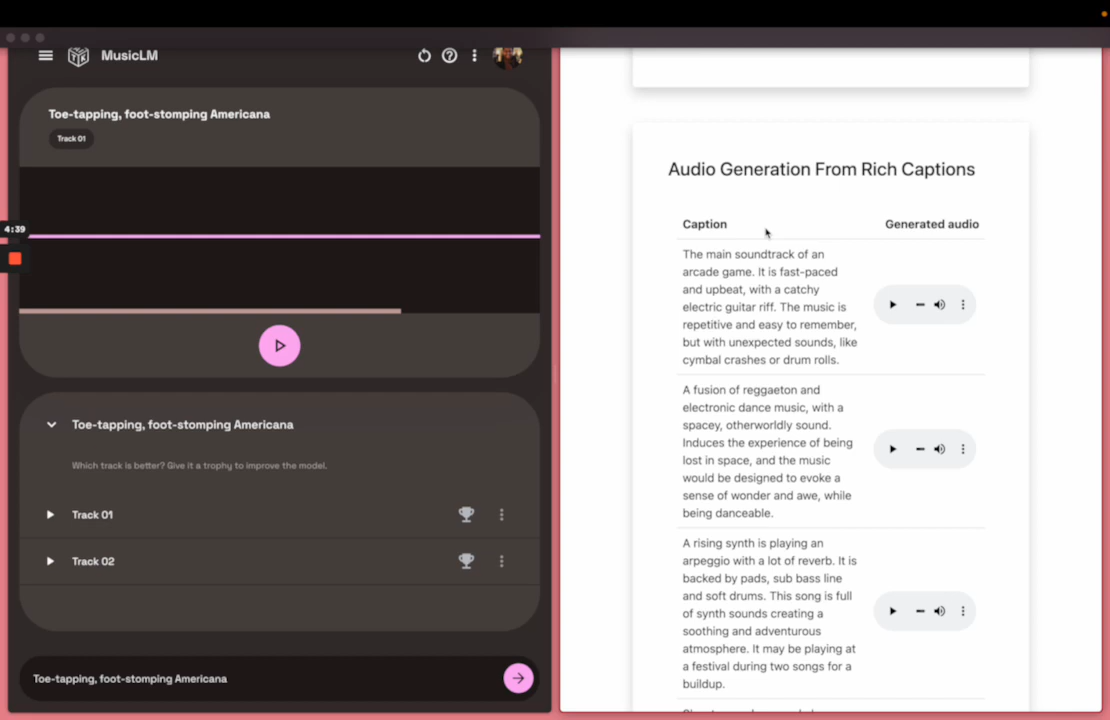 MusicLM
Toe-tapping, foot-stomping Americana
Track 01
4:39
Toe-tapping, foot-stomping Americana
Which track is better? Give it a trophy to improve the model.
Track 01
Track 02
Toe-tapping, foot-stomping Americana
Audio Generation From Rich Captions
Caption Generated audio
The main soundtrack of an
arcade game. It is fast-paced
and upbeat, with a catchy
electric guitar riff. The music is
repetitive and easy to remember,
but with unexpected sounds, like
cymbal crashes or drum rolls.
A fusion of reggaeton and
electronic dance music, with a
spacey, otherworldly sound.
Induces the experience of being
lost in space, and the music
would be designed to evoke a
sense of wonder and awe, while
being danceable.
A rising synth is playing an
arpeggio with a lot of reverb. It is
backed by pads, sub bass line
and soft drums. This song is full
of synth sounds creating a
soothing and adventurous
atmosphere. It may be playing at
a festival during two songs for a
buildup.